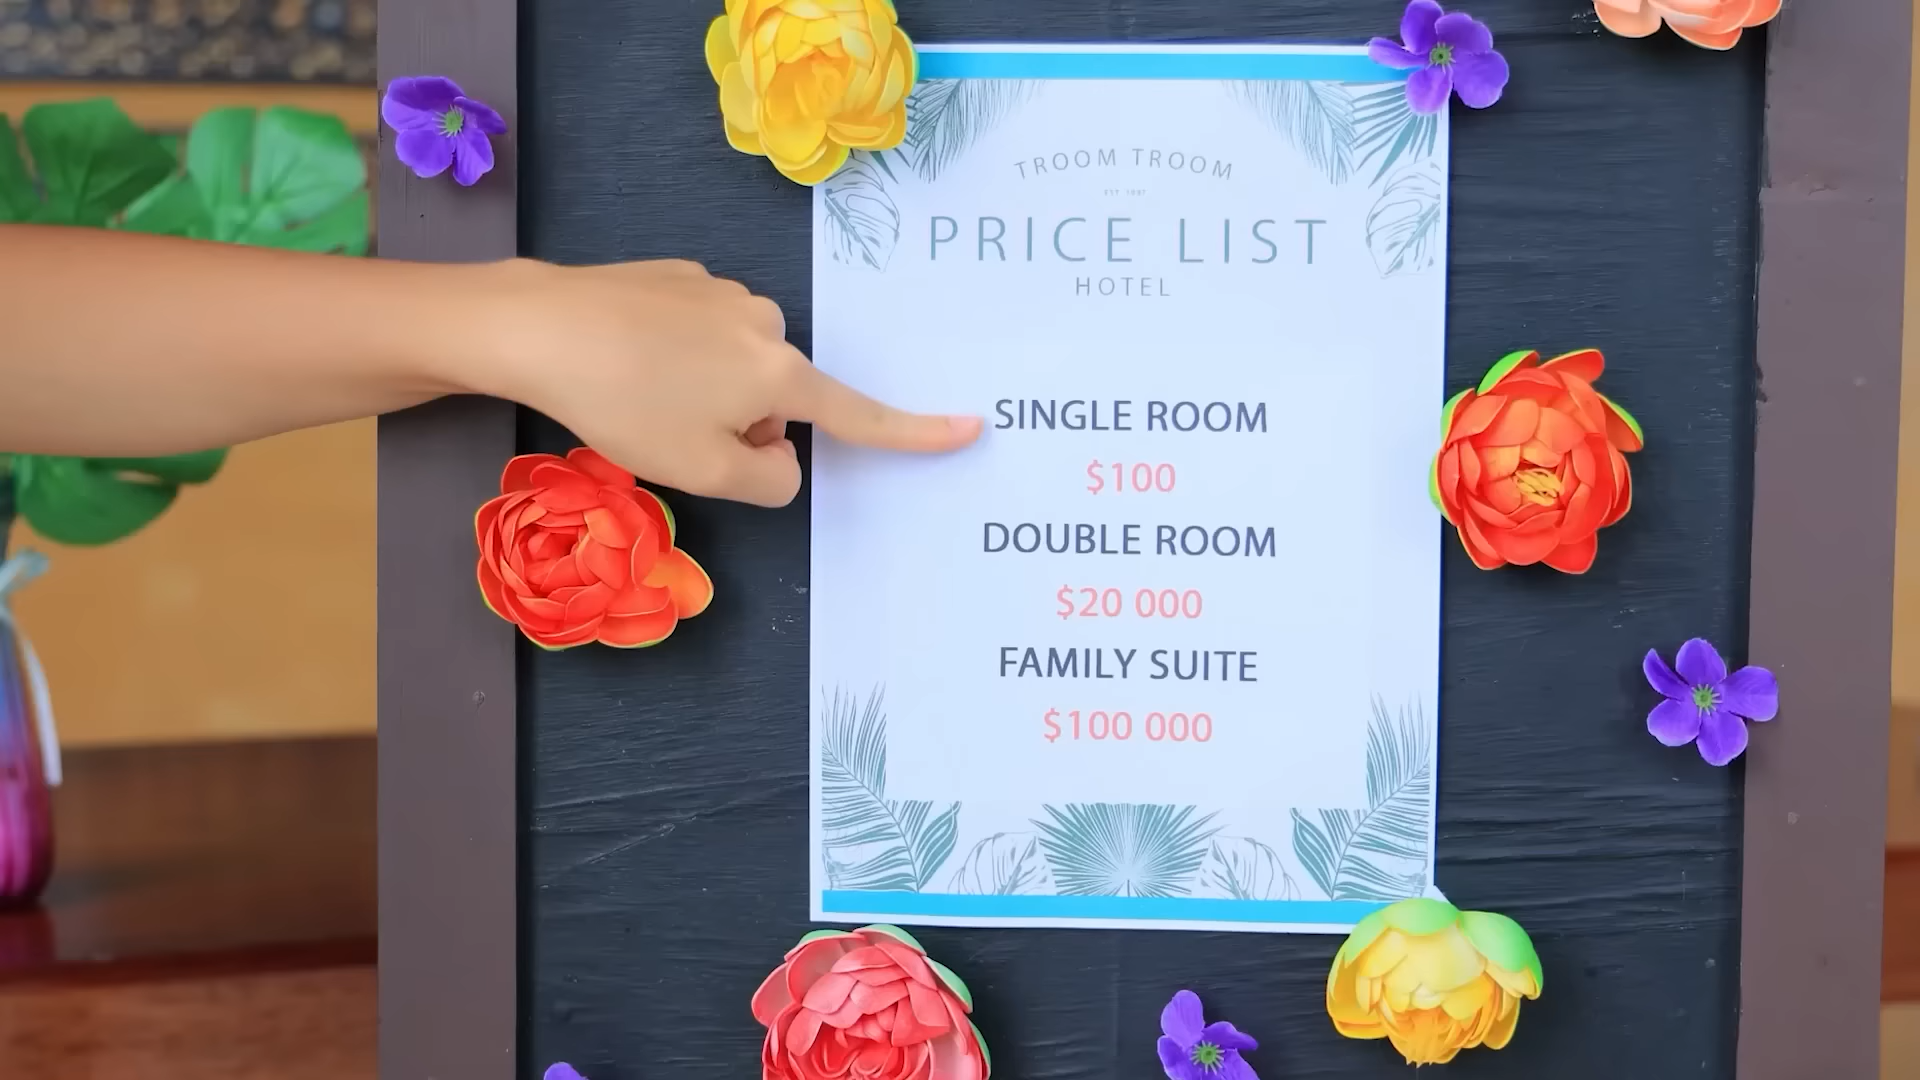 TROOM TROOM
PRICE LIST
HOTEL
SINGLE ROOM
$100
DOUBLE ROOM
$20 000
FAMILY SUITE
$100 000